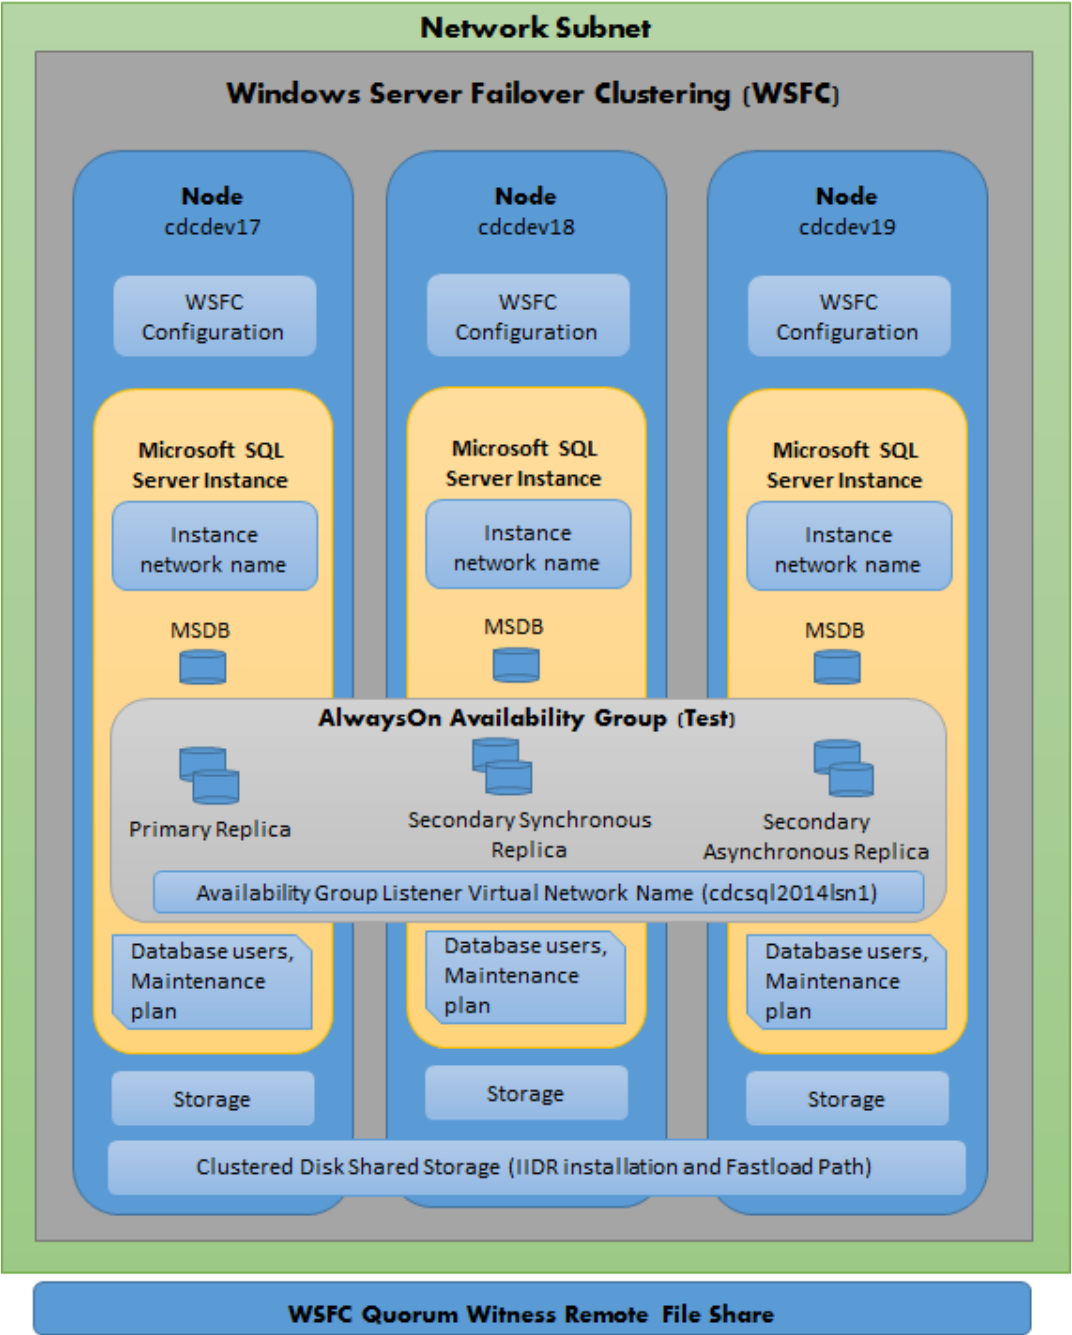 Network Subnet
Windows Server Failover Clustering (WSFC)
Node
cdcdev17
WSFC
Configuration
Microsoft SQL
Server Instance
Instance
network name
MSDB
Node
cdcdev18
WSFC
Configuration
Microsoft SQL
Server Instance
Instance
network name
MSDB
Node
cdcdev19
WSFC
Configuration
Microsoft SQL
Server Instance
Instance
network name
MSDB
AlwaysOn Availability Group (Test)
Primary Replica
Secondary Synchronous
Replica
Secondary
Asynchronous Replica
Availability Group Listener Virtual Network Name (cdcsql2014lsn1)
Database users,
Maintenance
plan
Storage
Database users,
Maintenance
plan
Storage
Database users,
Maintenance
plan
Storage
Clustered Disk Shared Storage (IIDR installation and Fastload Path)
WSFC Quorum Witness Remote File Share